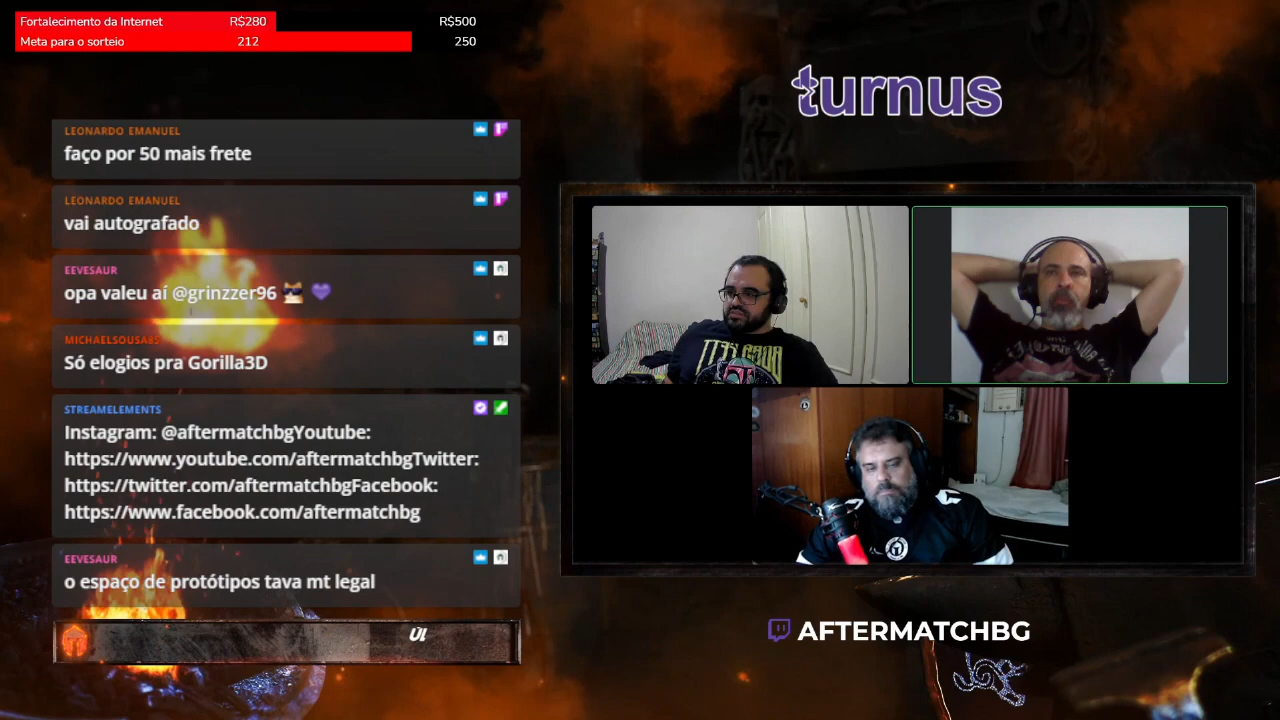 Fortalecimento da Internet R$280 R$500
Meta para o sorteio 212 250
turnus
LEONARDO EMANUEL
faço por 50 mais frete
LEONARDO EMANUEL
vai autografado
EEVESAUR
opa valeu aí @grinzzer96
MICHAELSOUSA85
Só elogios pra Gorilla3D
STREAMELEMENTS
Instagram: @aftermatchbgYoutube:
https://www.youtube.com/aftermatchbgTwitter:
https://twitter.com/aftermatchbgFacebook:
https://www.facebook.com/aftermatchbg
EEVESAUR
o espaço de protótipos tava mt legal
AFTERMATCHBG